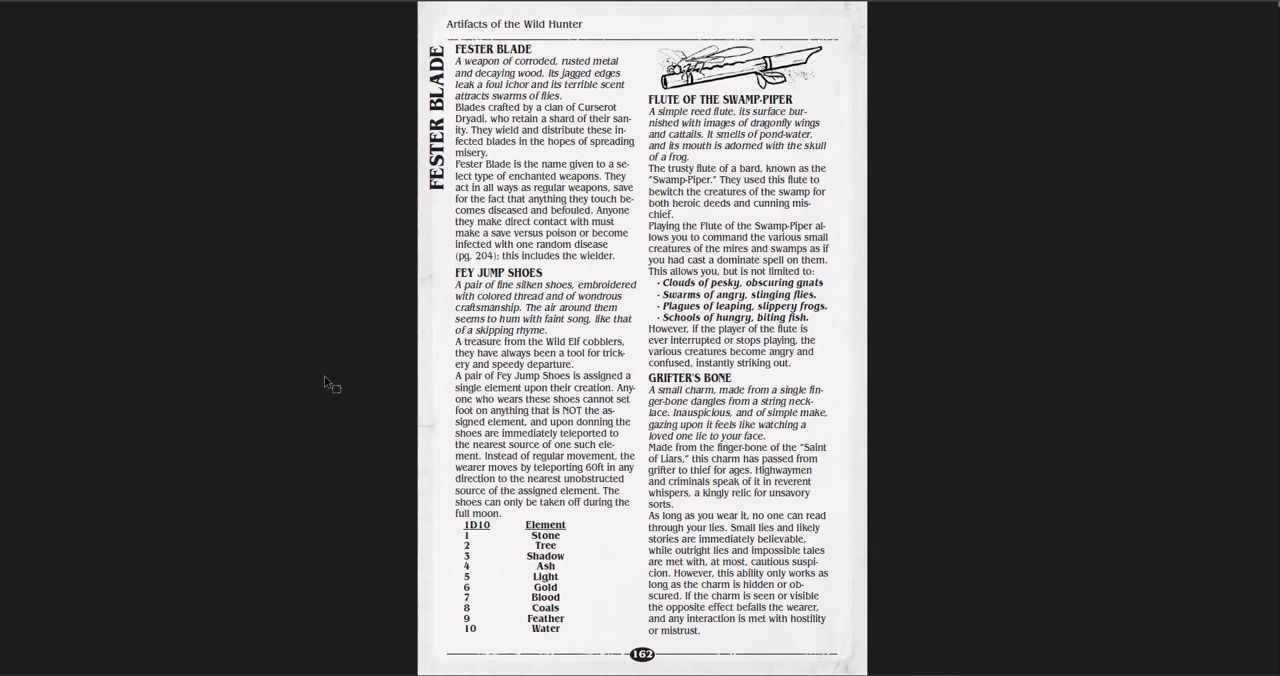 Artifacts of the Wild Hunter
FESTER BLADE
FESTER BLADE
A weapon of corroded, rusted metal
and decaying wood. Its jagged edges
leak a foul ichor and its terrible scent
attracts swarms of flies.
Blades crafted by a clan of Curserot
Dryadi, who retain a shard of their san-
ity. They wield and distribute these in-
fected blades in the hopes of spreading
misery.
Fester Blade is the name given to a se-
lect type of enchanted weapons. They
act in all ways as regular weapons, save
for the fact that anything they touch be-
comes diseased and befouled. Anyone
they make direct contact with must
make a save versus poison or become
infected with one random disease
(pg. 204); this includes the wielder.
FEY JUMP SHOES
A pair of fine silken shoes, embroidered
with colored thread and of wondrous
craftsmanship. The air around them
seems to hum with faint song, like that
of a skipping rhyme.
A treasure from the Wild Elf cobblers,
they have always been a tool for trick-
ery and speedy departure.
A pair of Fey Jump Shoes is assigned a
single element upon their creation. Any-
one who wears these shoes cannot set
foot on anything that is NOT the as-
signed element, and upon donning the
shoes are immediately teleported to
the nearest source of one such ele-
ment. Instead of regular movement, the
wearer moves by teleporting 60ft in any
direction to the nearest unobstructed
source of the assigned element. The
shoes can only be taken off during the
full moon.
1D10 Element
1 Stone
2 Tree
3 Shadow
4 Ash
5 Light
6 Gold
7 Blood
8 Coals
9 Feather
10 Water
FLUTE OF THE SWAMP-PIPER
A simple reed flute, its surface bur-
nished with images of dragonfly wings
and cattails. It smells of pond-water,
and its mouth is adorned with the skull
of a frog.
The trusty flute of a bard, known as the
“Swamp-Piper.” They used this flute to
bewitch the creatures of the swamp for
both heroic deeds and cunning mis-
chief.
Playing the Flute of the Swamp-Piper al-
lows you to command the various small
creatures of the mires and swamps as if
you had cast a dominate spell on them.
This allows you, but is not limited to:
· Clouds of pesky, obscuring gnats
· Swarms of angry, stinging flies.
· Plagues of leaping, slippery frogs.
· Schools of hungry, biting fish.
However, if the player of the flute is
ever interrupted or stops playing, the
various creatures become angry and
confused, instantly striking out.
GRIFTER'S BONE
A small charm, made from a single fin-
ger-bone dangles from a string neck-
lace. Inauspicious, and of simple make,
gazing upon it feels like watching a
loved one lie to your face.
Made from the finger-bone of the “Saint
of Liars,” this charm has passed from
grifter to thief for ages. Highwaymen
and criminals speak of it in reverent
whispers, a kingly relic for unsavory
sorts.
As long as you wear it, no one can read
through your lies. Small lies and likely
stories are immediately believable,
while outright lies and impossible tales
are met with, at most, cautious suspi-
cion. However, this ability only works as
long as the charm is hidden or ob-
scured. If the charm is seen or visible
the opposite effect befalls the wearer,
and any interaction is met with hostility
or mistrust.
162